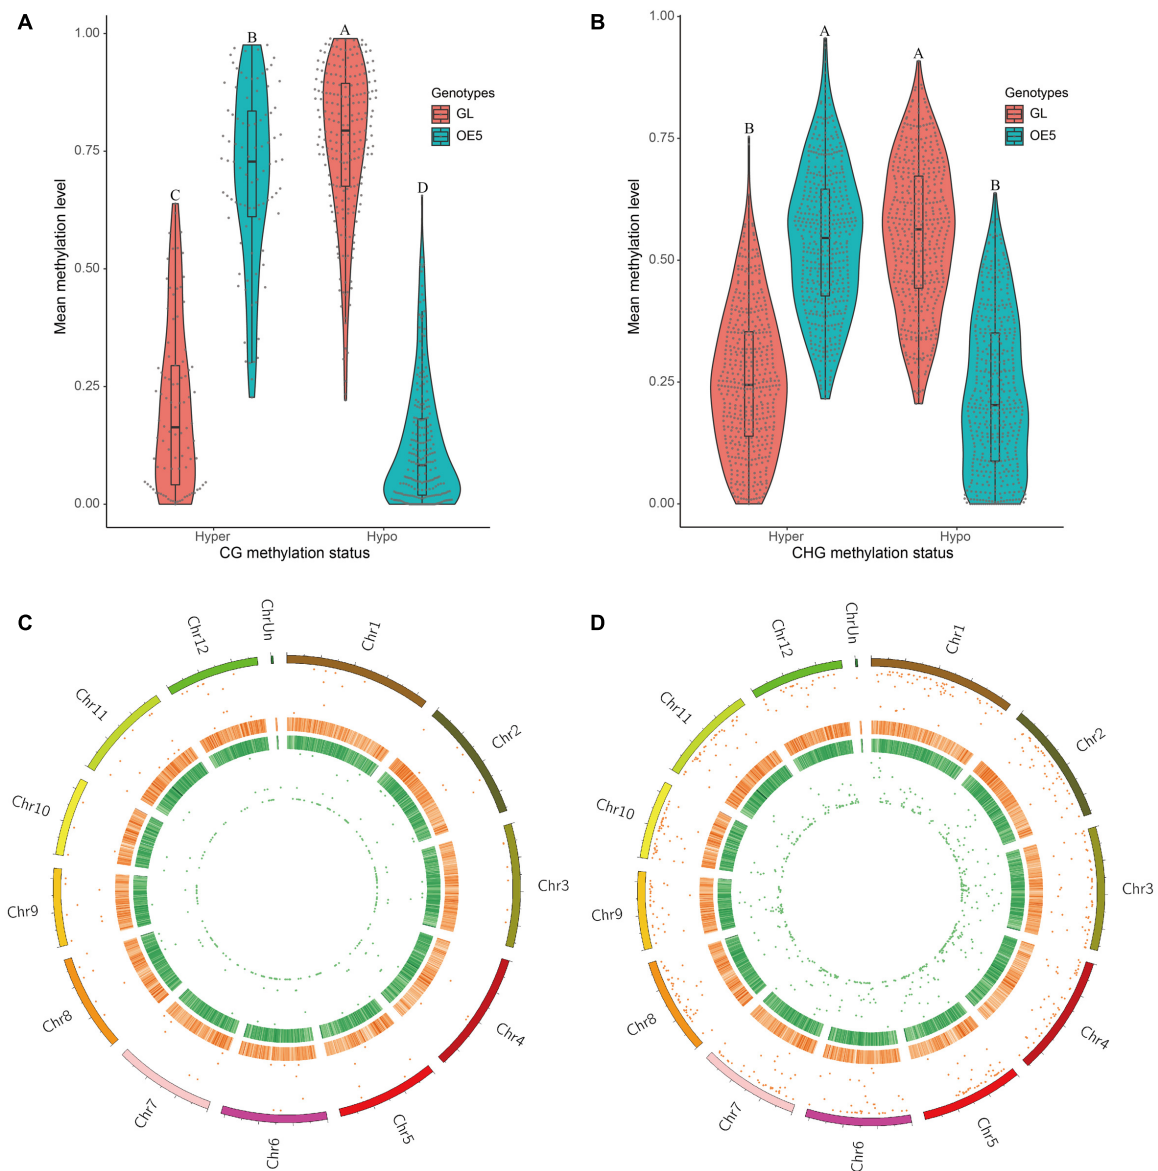 A
Mean methylation level
1.00
0.75
0.50
0.25
0.00
C
B
A
D
Genotypes
GL
OE5
Hyper
Hypo
CG methylation status
B
Mean methylation level
1.00
0.75
0.50
0.25
0.00
B
A
A
B
Genotypes
GL
OE5
Hyper
Hypo
CHG methylation status
C
Chr1
Chr2
Chr3
Chr4
Chr5
Chr6
Chr7
Chr8
Chr9
Chr10
Chr11
Chr12
ChrUn
D
Chr1
Chr2
Chr3
Chr4
Chr5
Chr6
Chr7
Chr8
Chr9
Chr10
Chr11
Chr12
ChrUn